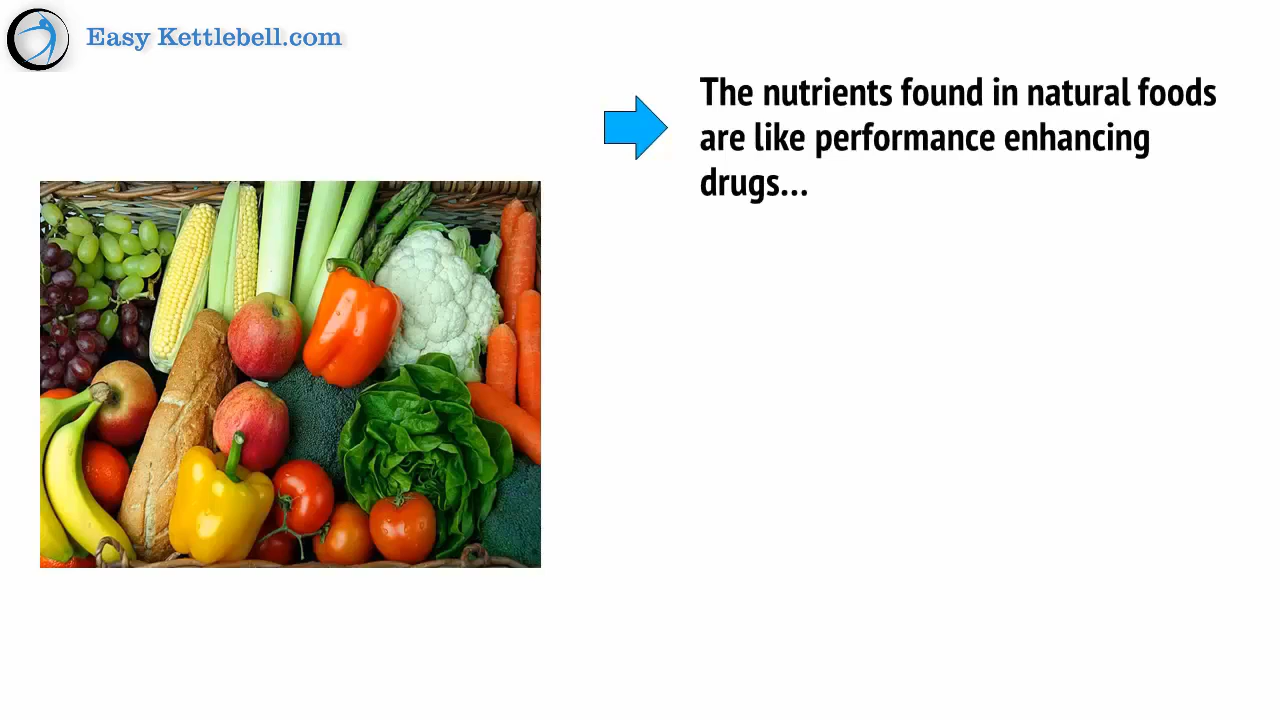 Easy Kettlebell.com
The nutrients found in natural foods
are like performance enhancing
drugs...